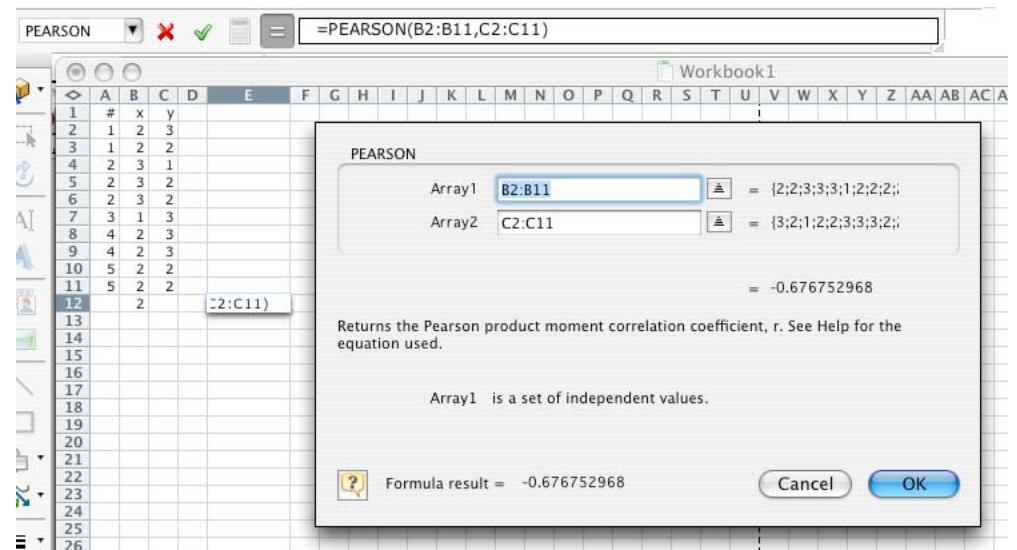 PEARSON =PEARSON(B2:B11,C2:C11)
Workbook1
A B C D E F G H I J K L M N O P Q R S T U V W X Y Z AA AB AC A
1 # x y
2 1 2 3
3 1 2 2
4 2 3 1
5 2 3 2
6 2 3 2
7 3 1 3
8 4 2 3
9 4 2 3
10 5 2 2
11 5 2 2
12 2 C2:C11)
13
14
15
16
17
18
19
20
21
22
23
24
25
26
PEARSON
Array1 B2:B11 = {2;2;3;3;3;1;2;2;2;
Array2 C2:C11 = {3;2;1;2;2;3;3;3;2;
= -0.676752968
Returns the Pearson product moment correlation coefficient, r. See Help for the
equation used.
Array1 is a set of independent values.
Formula result = -0.676752968
Cancel OK